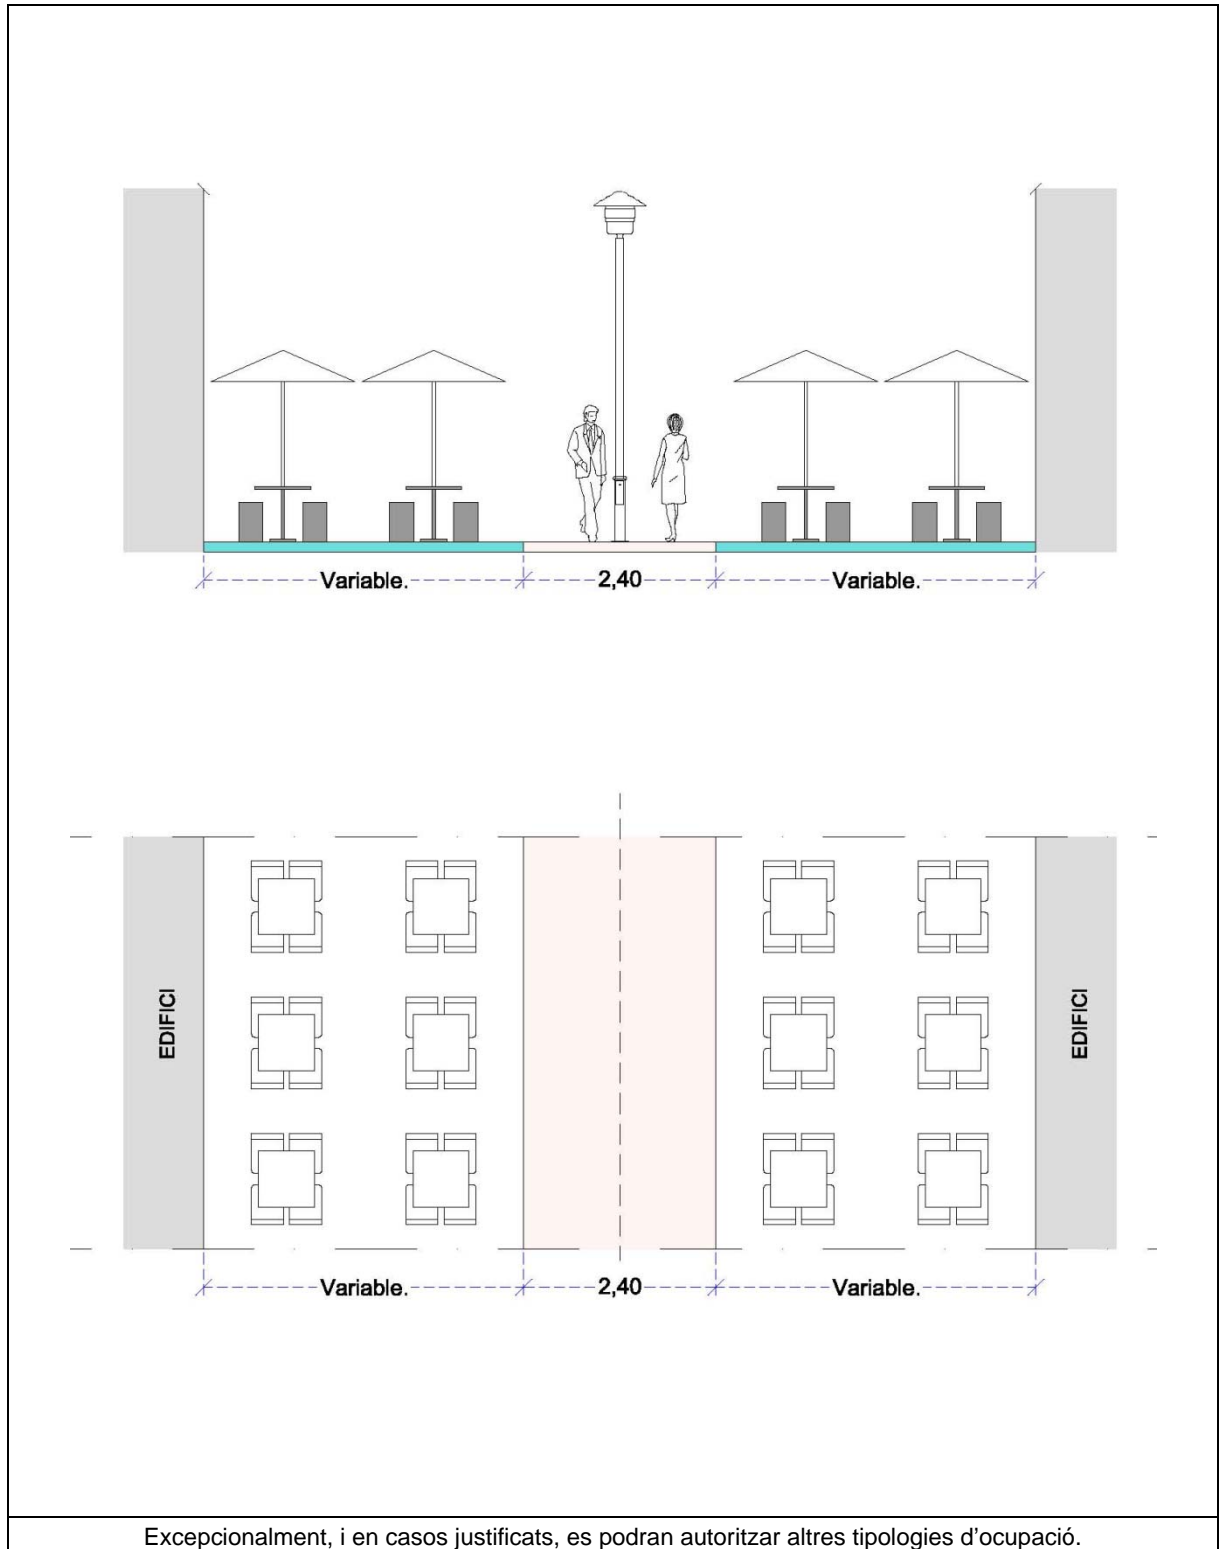 Variable. 2,40 Variable.
EDIFICI EDIFICI
Variable. 2,40 Variable.
Excepcionalment, i en casos justificats, es podran autoritzar altres tipologies d'ocupació.